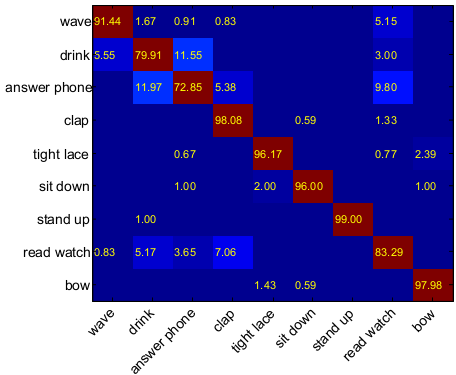 wave 91.44 1.67 0.91 0.83 5.15
drink 5.55 79.91 11.55 3.00
answer phone 11.97 72.85 5.38 9.80
clap 98.08 0.59 1.33
tight lace 0.67 96.17 0.77 2.39
sit down 1.00 2.00 96.00 1.00
stand up 1.00 99.00
read watch 0.83 5.17 3.65 7.06 83.29
bow 1.43 0.59 97.98
wave drink answer phone clap tight lace sit down stand up read watch bow